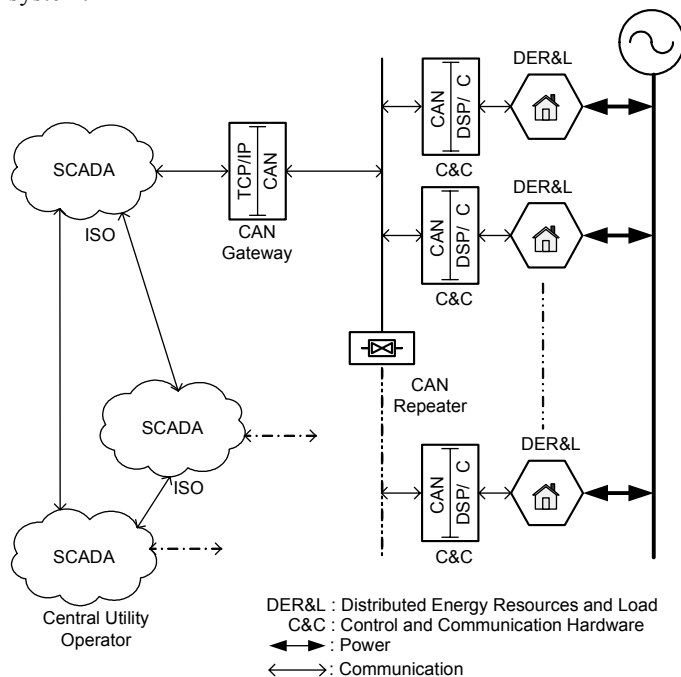 DER&L
SCADA
ISO
TCP/IP
CAN
CAN
Gateway
CAN
DSP/ C
C&C
DER&L
CAN
DSP/ C
C&C
CAN
Repeater
SCADA
ISO
DER&L
CAN
DSP/ C
C&C
SCADA
Central Utility
Operator
DER&L : Distributed Energy Resources and Load
C&C : Control and Communication Hardware
: Power
: Communication